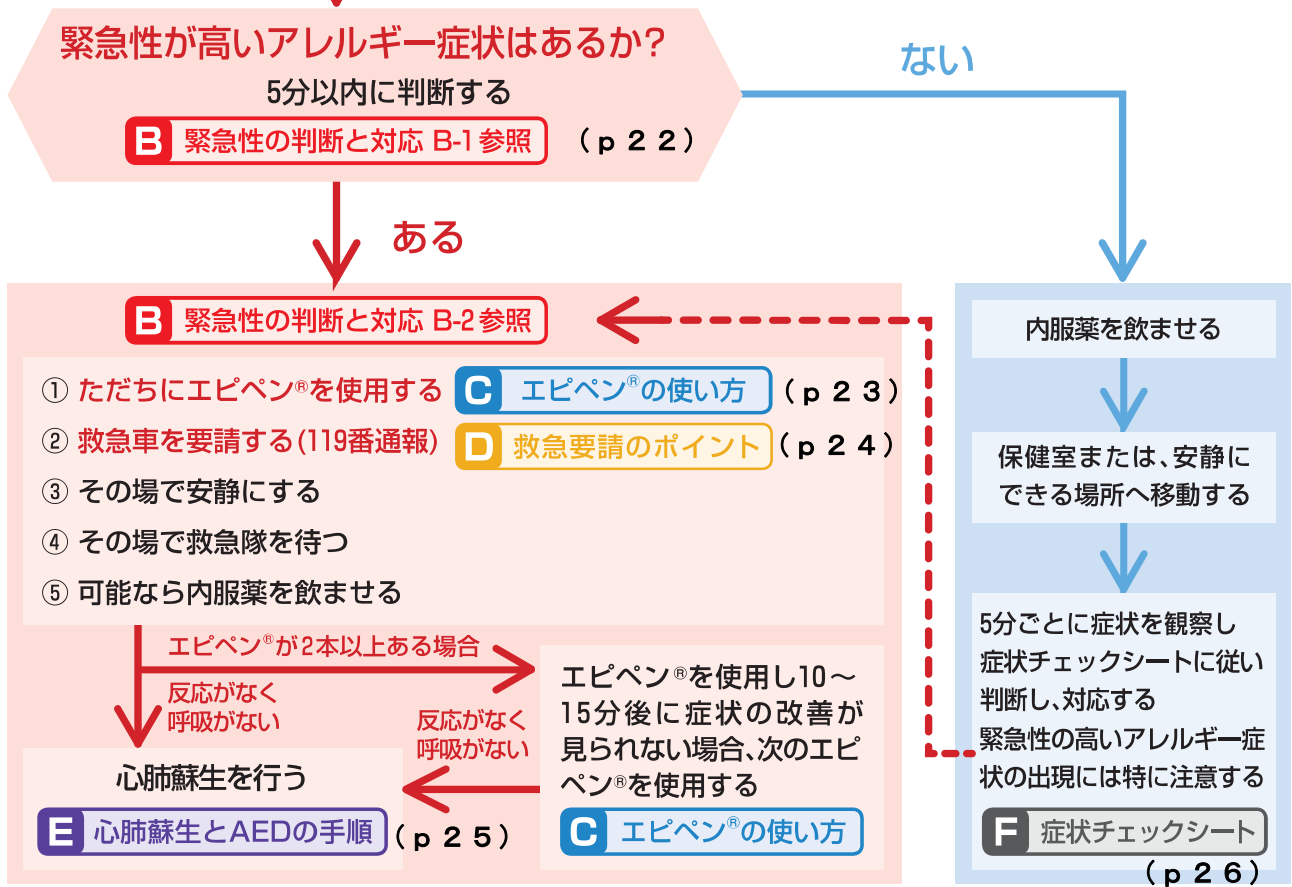 緊急性が高いアレルギー症状はあるか?
5分以内に判断する
B 緊急性の判断と対応 B-1参照 (p 22)
ない
ある
B 緊急性の判断と対応 B-2参照
① ただちにエピペン®を使用する C エピペン®の使い方 (p 23)
② 救急車を要請する(119番通報) D 救急要請のポイント (p 24)
③ その場で安静にする
④ その場で救急隊を待つ
⑤ 可能なら内服薬を飲ませる
エピペン®が2本以上ある場合
反応がなく
呼吸がない
エピペン®を使用し10〜
15分後に症状の改善が
見られない場合、次のエピ
ペン®を使用する
C エピペン®の使い方
反応がなく
呼吸がない
心肺蘇生を行う
E 心肺蘇生とAEDの手順 (p 25)
内服薬を飲ませる
保健室または、安静に
できる場所へ移動する
5分ごとに症状を観察し
症状チェックシートに従い
判断し、対応する
緊急性の高いアレルギー症
状の出現には特に注意する
F 症状チェックシート
(p 26)